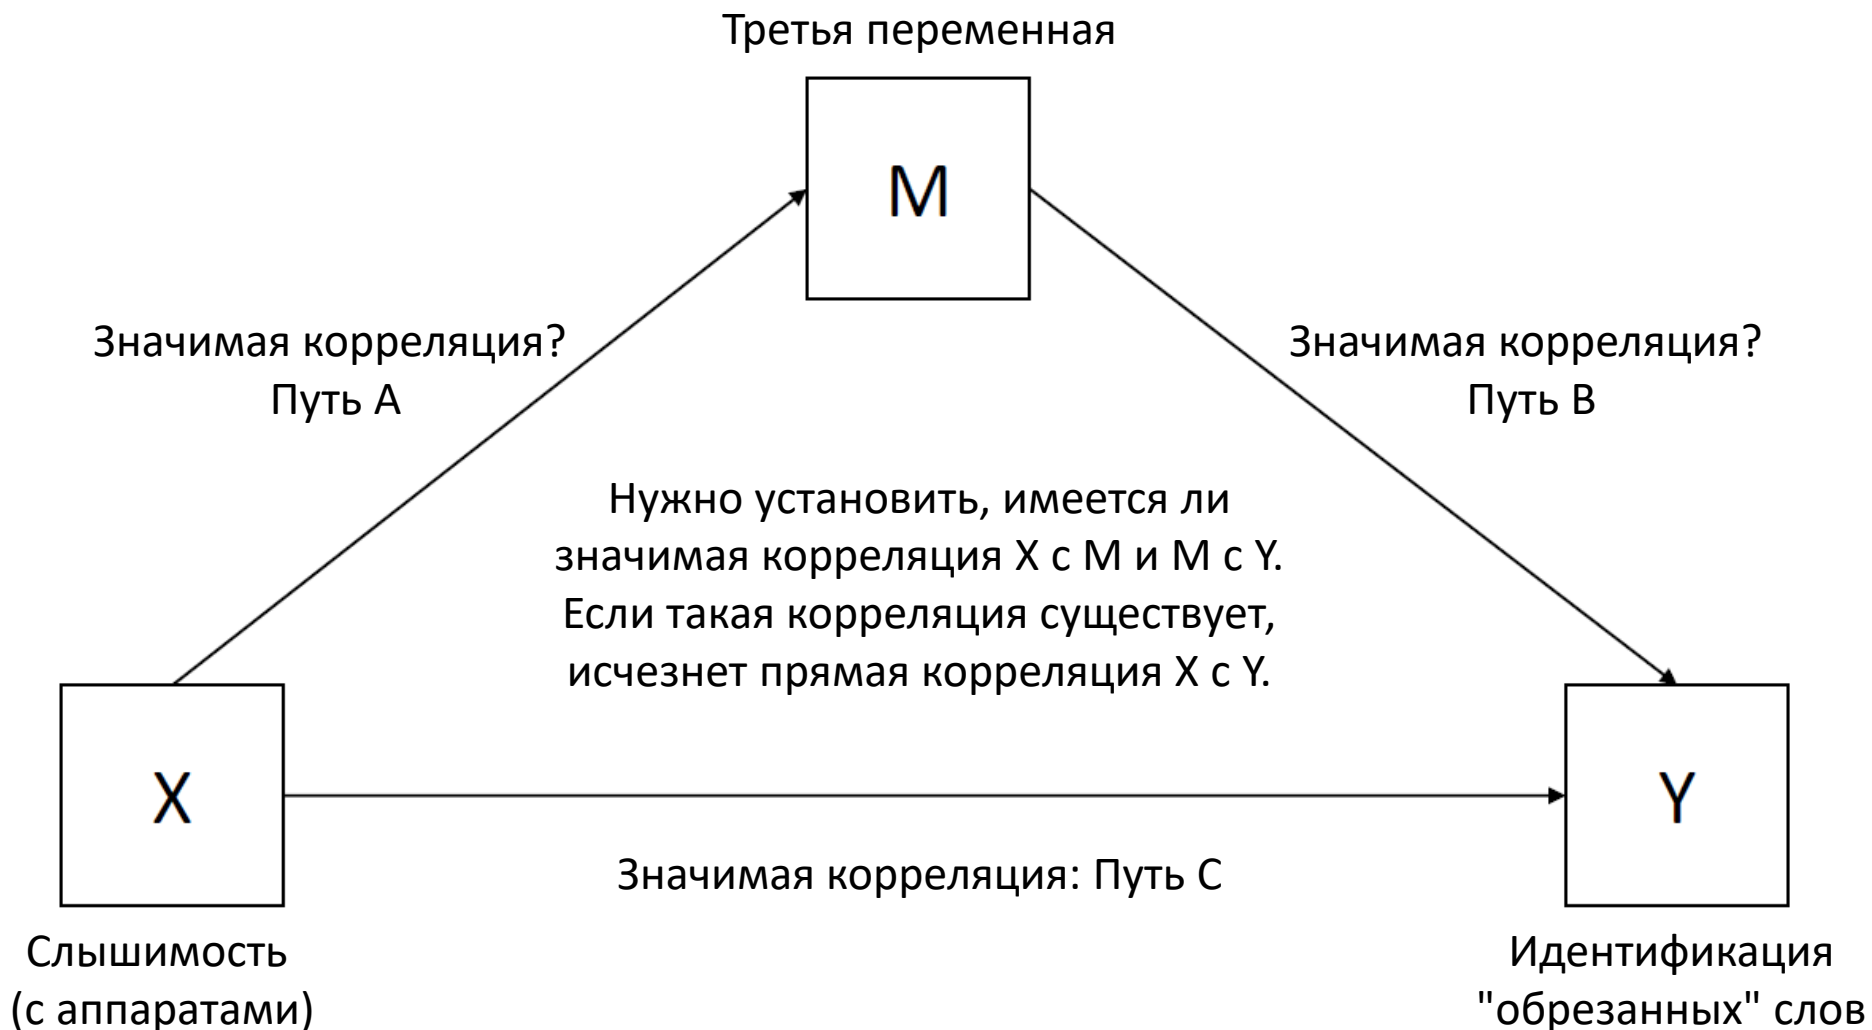 Третья переменная
M
Значимая корреляция?
Путь A
Значимая корреляция?
Путь B
Нужно установить, имеется ли
значимая корреляция X с M и M с Y.
Если такая корреляция существует,
исчезнет прямая корреляция X с Y.
X
Y
Значимая корреляция: Путь C
Слышимость
(с аппаратами)
Идентификация
"обрезанных" слов